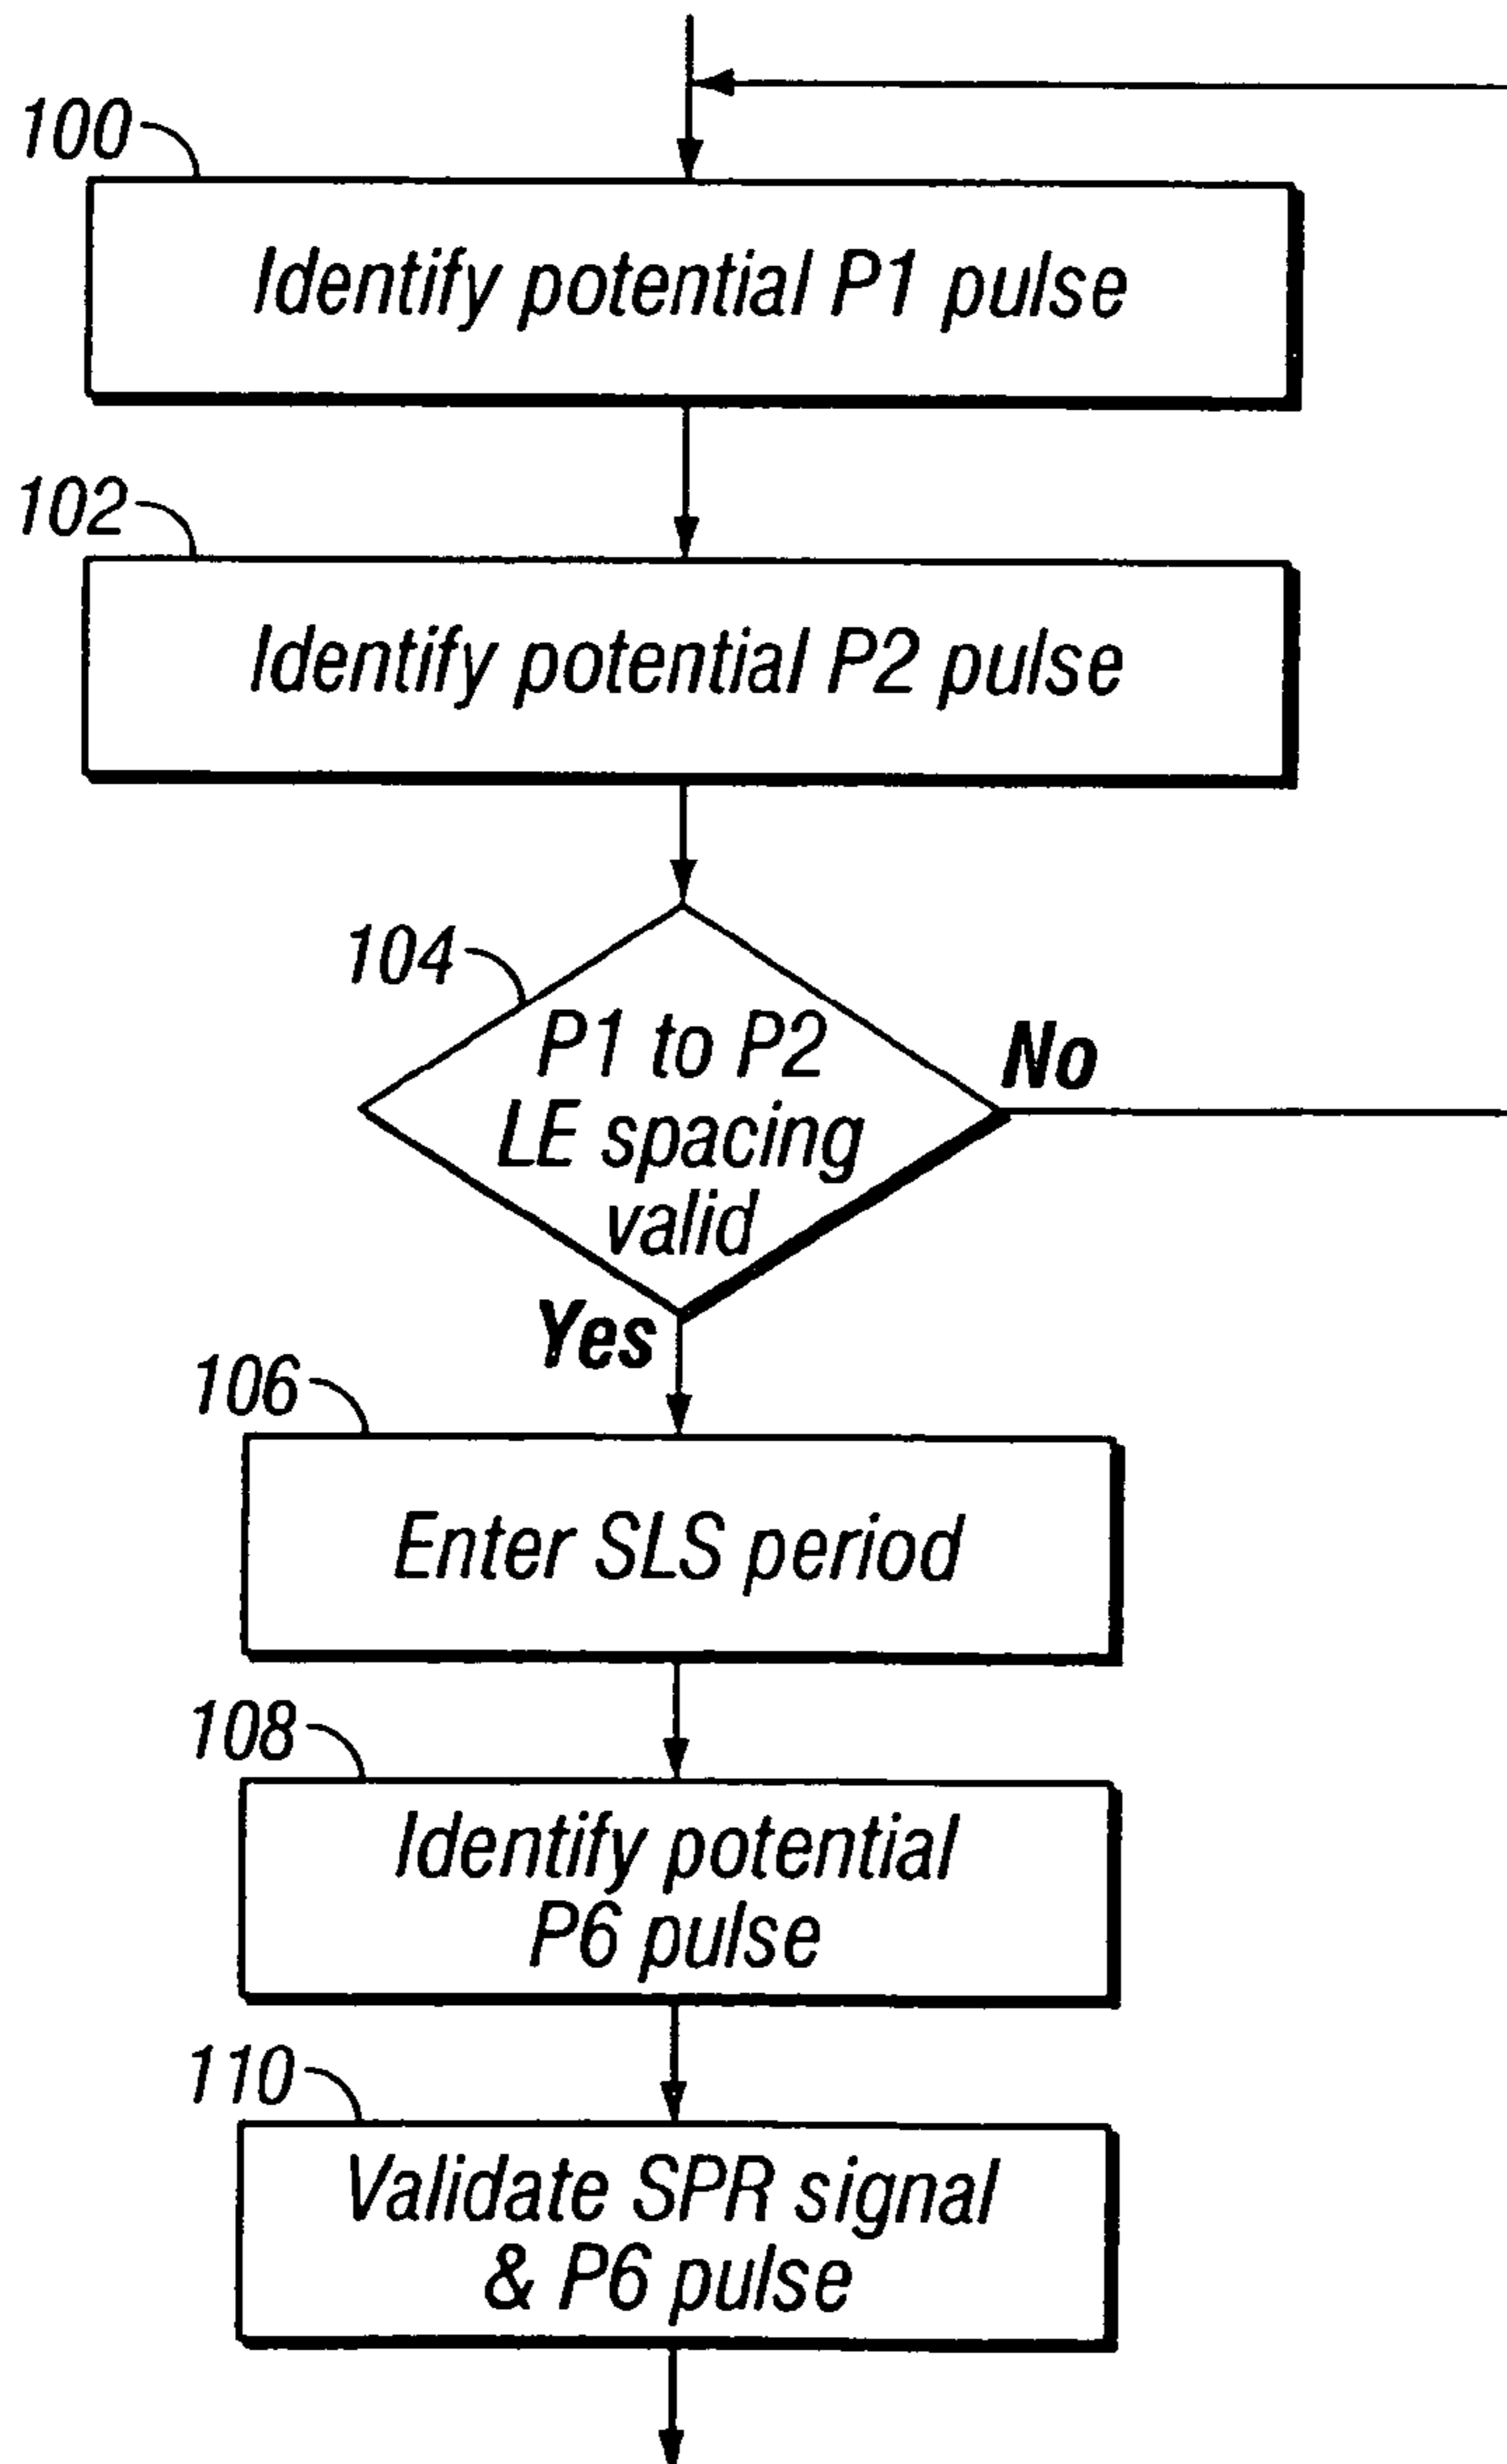 100
Identify potential P1 pulse
102
Identify potential P2 pulse
104
P1 to P2
LE spacing
valid
No
Yes
106
Enter SLS period
108
Identify potential
P6 pulse
110
Validate SPR signal
& P6 pulse